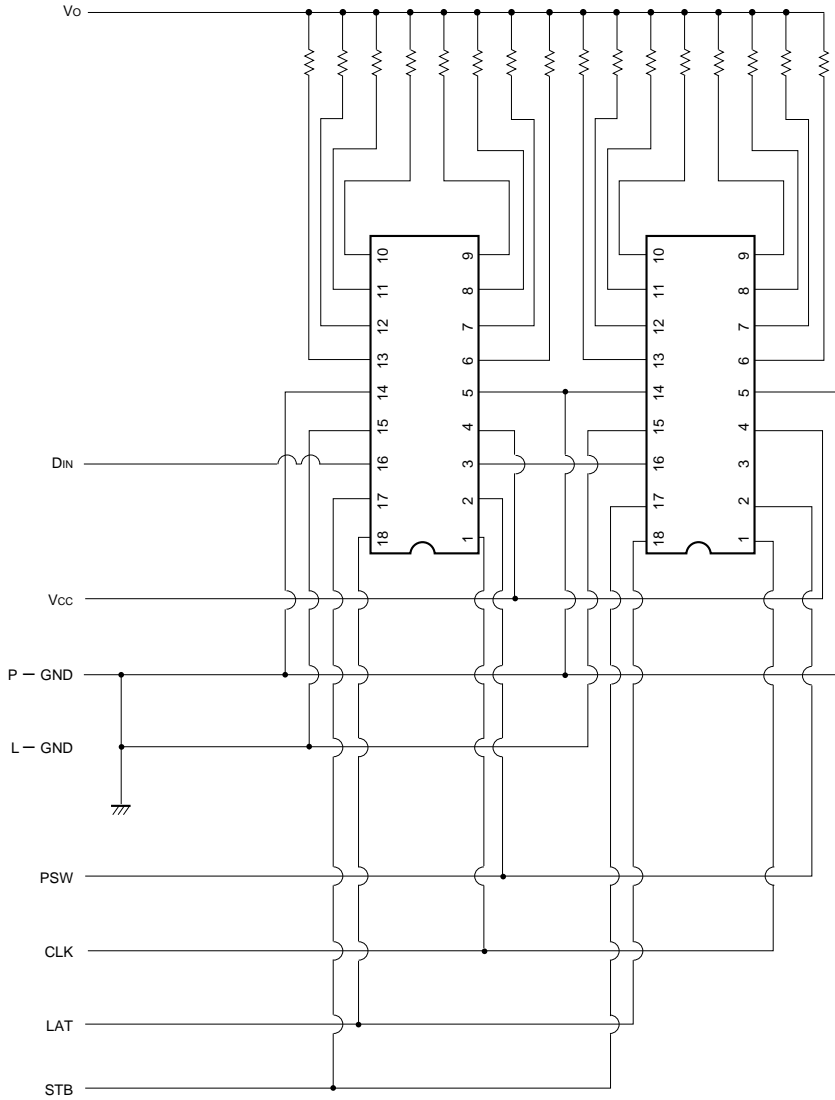 VO
10 9 10 9
11 8 11 8
12 7 12 7
13 6 13 6
14 5 14 5
15 4 15 4
DIN 16 3 16 3
17 2 17 2
18 1 18 1
VCC
P − GND
L − GND
PSW
CLK
LAT
STB